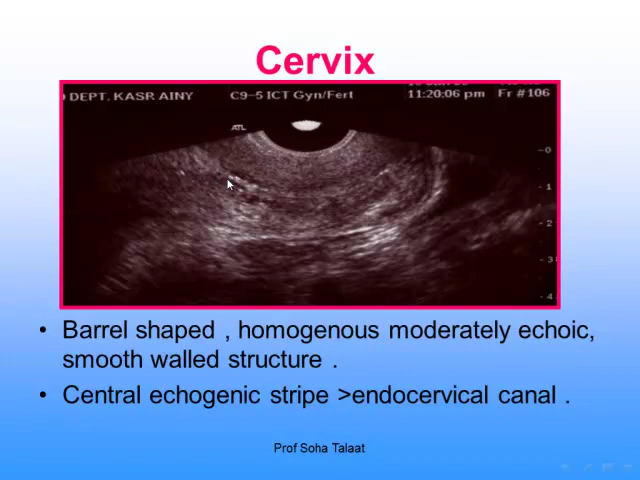 Cervix
DEPT. KASR AINY C9-5 ICT Gyn/Fert 11:20:06 pm Fr #106
ATL
-0
-1
-2
-3
-4
• Barrel shaped , homogenous moderately echoic,
smooth walled structure .
• Central echogenic stripe >endocervical canal .
Prof Soha Talaat